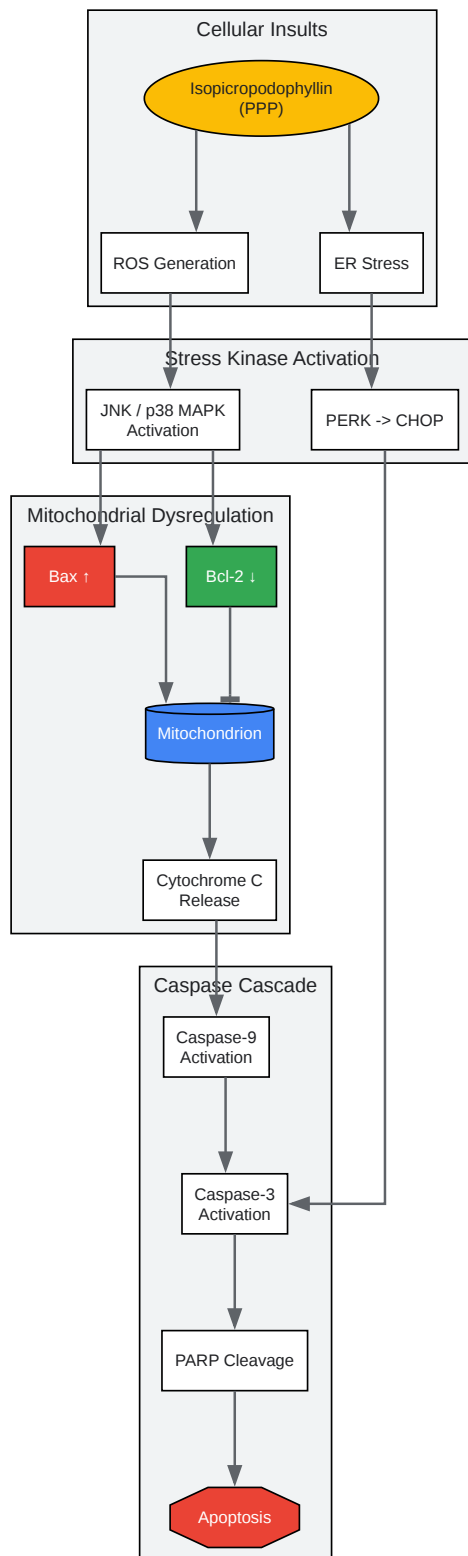 Cellular Insults
Isopicropodophyllin
(PPP)
ROS Generation
ER Stress
Stress Kinase Activation
JNK / p38 MAPK
Activation
PERK -> CHOP
Mitochondrial Dysregulation
Bax ↑
Bcl-2 ↓
Mitochondrion
Cytochrome C
Release
Caspase Cascade
Caspase-9
Activation
Caspase-3
Activation
PARP Cleavage
Apoptosis